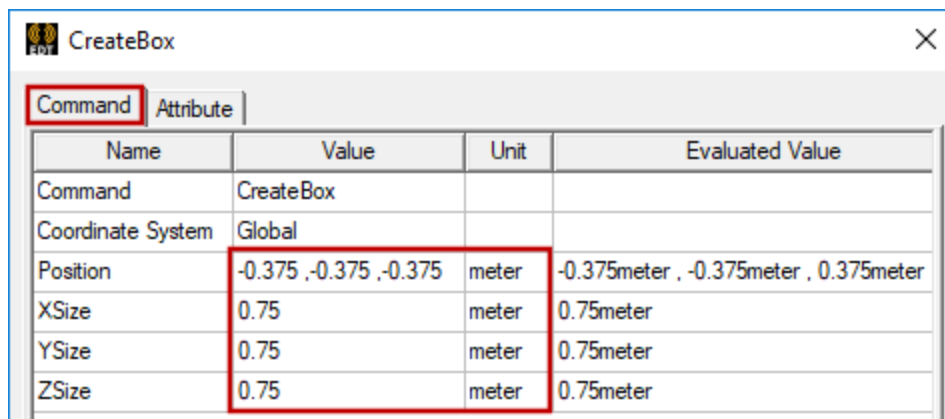 EDT CreateBox
Command Attribute
Name Value Unit Evaluated Value
Command CreateBox
Coordinate System Global
Position -0.375 ,-0.375 ,-0.375 meter -0.375meter , -0.375meter , 0.375meter
XSize 0.75 meter 0.75meter
YSize 0.75 meter 0.75meter
ZSize 0.75 meter 0.75meter